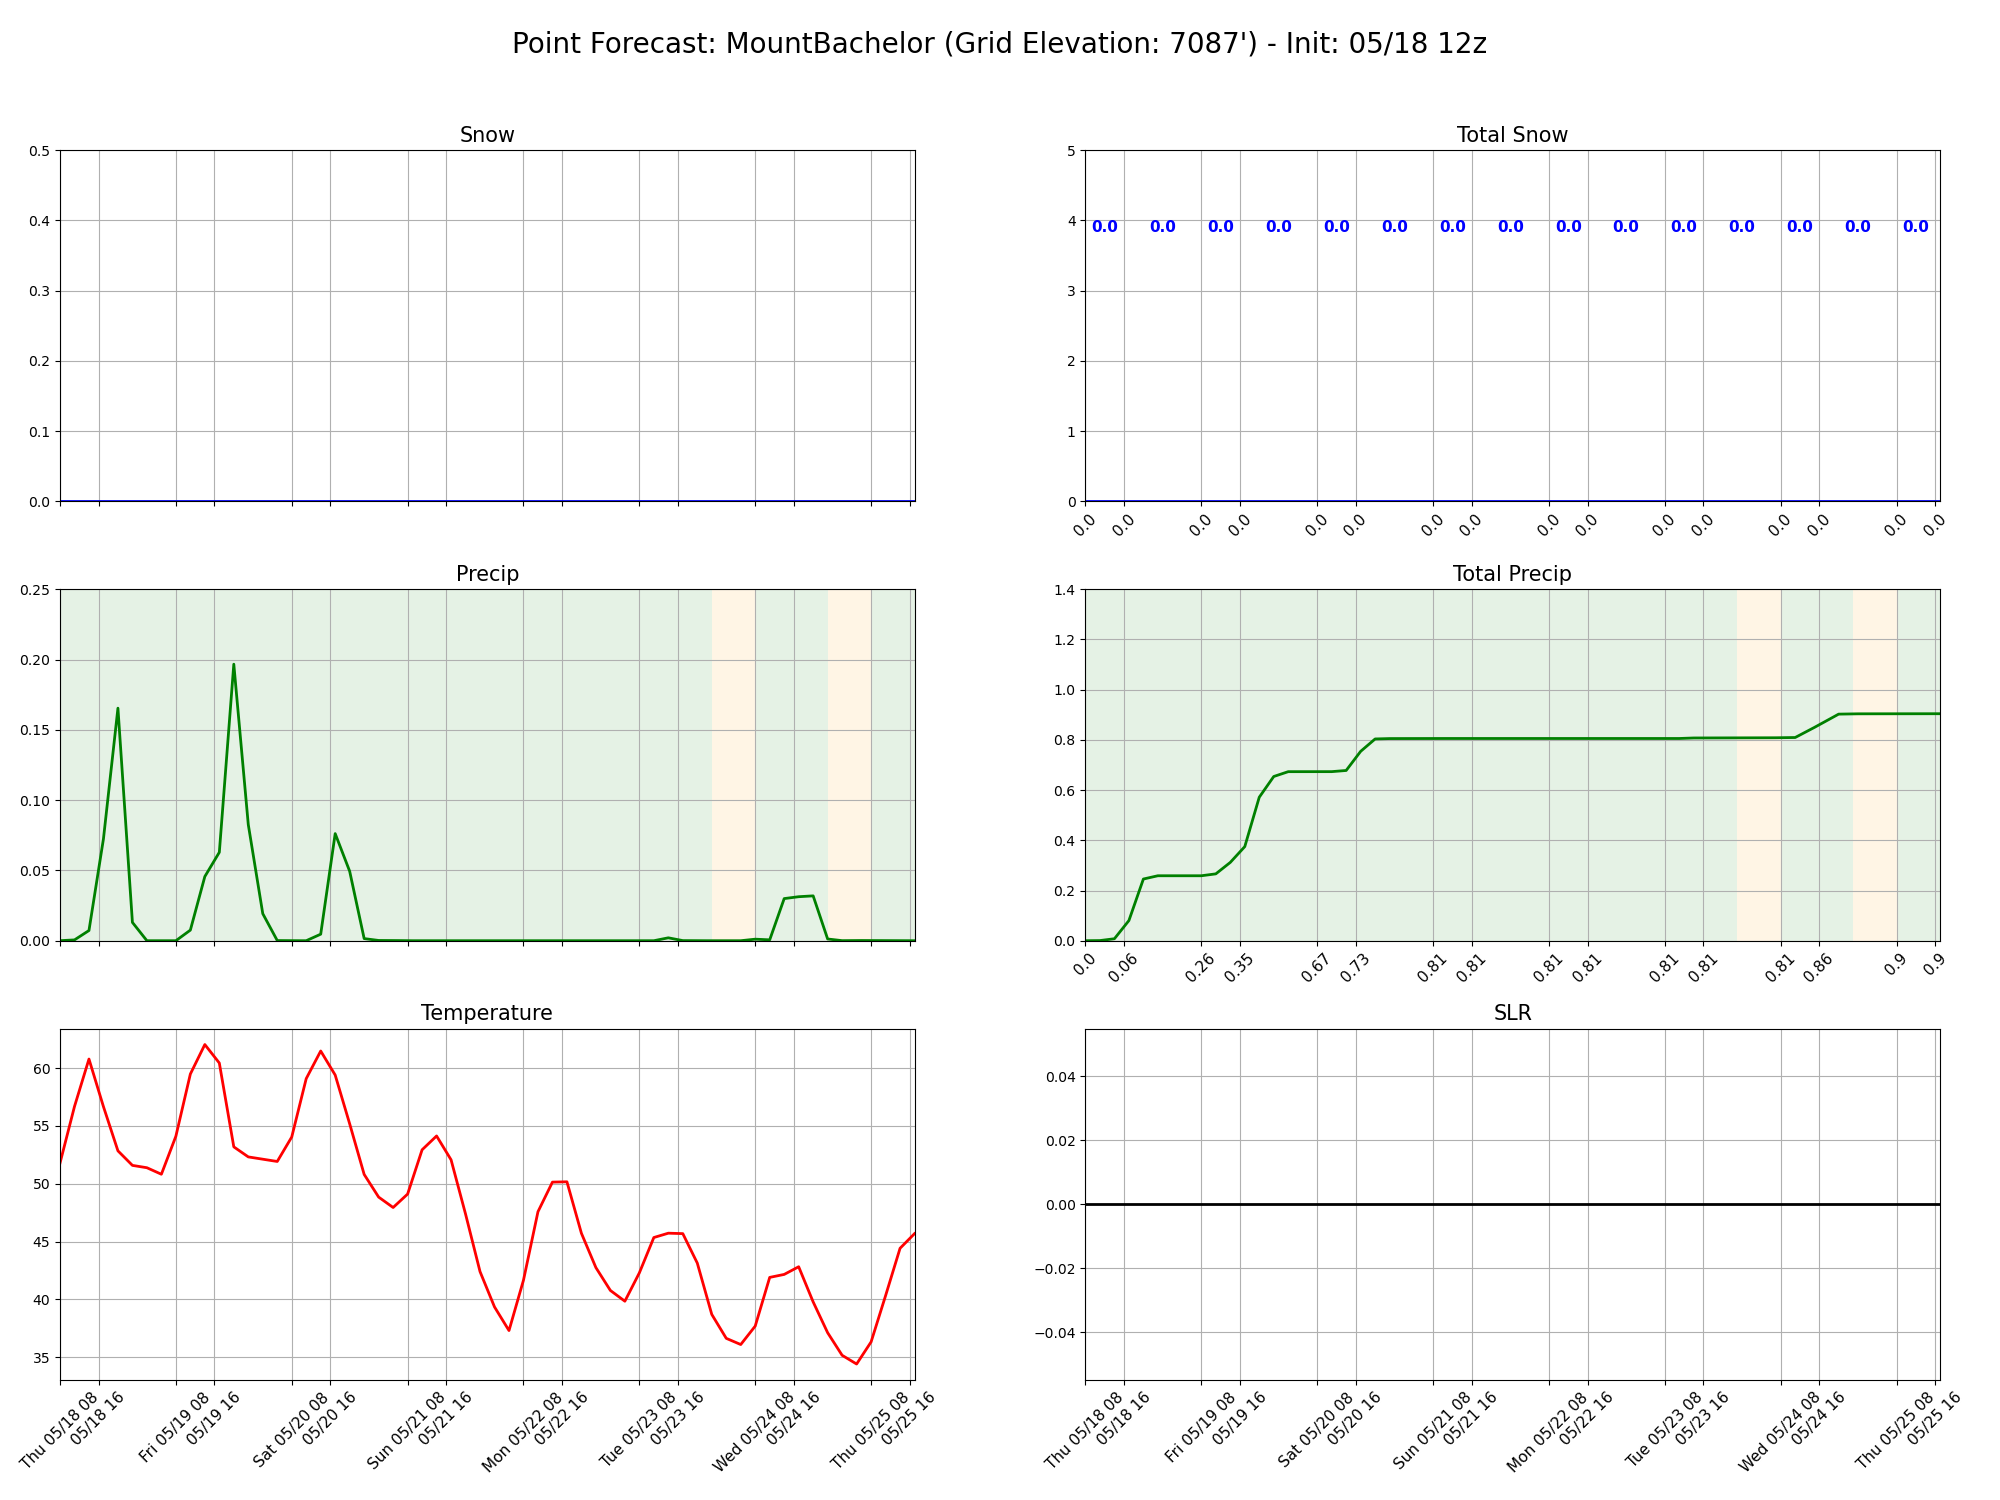 Point Forecast: MountBachelor (Grid Elevation: 7087') - Init: 05/18 12z
Snow
0.5
0.4
0.3
0.2
0.1
0.0
Total Snow
5
4
3
2
1
0
0.0 0.0 0.0 0.0 0.0 0.0 0.0 0.0 0.0 0.0 0.0 0.0 0.0 0.0 0.0
0.0 0.0 0.0 0.0 0.0 0.0 0.0 0.0 0.0 0.0 0.0 0.0 0.0 0.0 0.0 0.0
Precip
0.25
0.20
0.15
0.10
0.05
0.00
Total Precip
1.4
1.2
1.0
0.8
0.6
0.4
0.2
0.0
0.0 0.06 0.26 0.35 0.67 0.73 0.81 0.81 0.81 0.81 0.81 0.81 0.81 0.86 0.9 0.9
Temperature
60
55
50
45
40
35
Thu 05/18 08
05/18 16
Fri 05/19 08
05/19 16
Sat 05/20 08
05/20 16
Sun 05/21 08
05/21 16
Mon 05/22 08
05/22 16
Tue 05/23 08
05/23 16
Wed 05/24 08
05/24 16
Thu 05/25 08
05/25 16
SLR
0.04
0.02
0.00
−0.02
−0.04
Thu 05/18 08
05/18 16
Fri 05/19 08
05/19 16
Sat 05/20 08
05/20 16
Sun 05/21 08
05/21 16
Mon 05/22 08
05/22 16
Tue 05/23 08
05/23 16
Wed 05/24 08
05/24 16
Thu 05/25 08
05/25 16